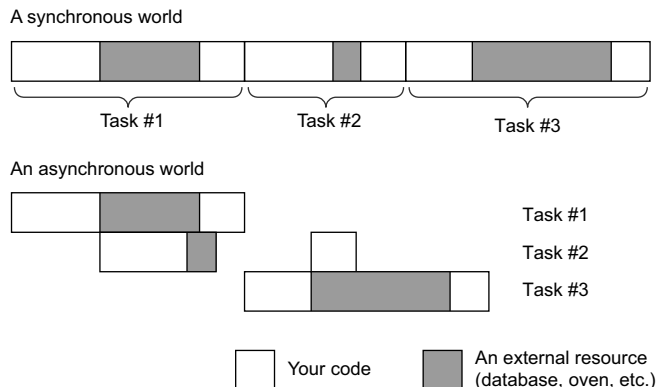 A synchronous world
Task #1
Task #2
Task #3
An asynchronous world
Task #1
Task #2
Task #3
Your code
An external resource
(database, oven, etc.)